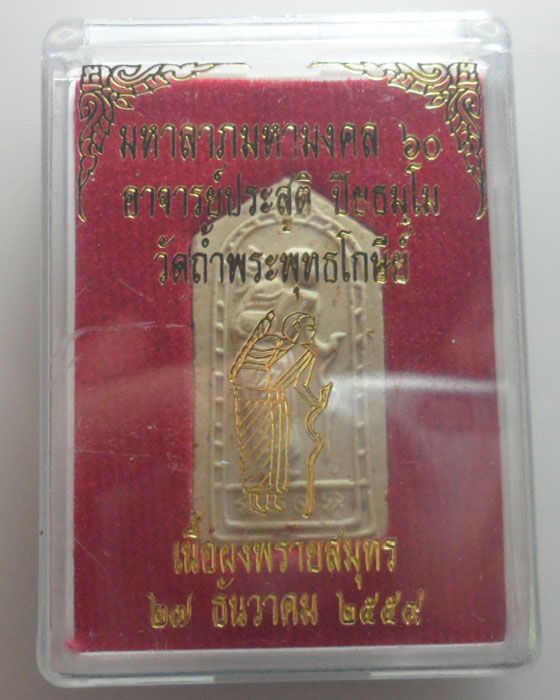 มหาลาภมหามงคล ๖๐
อาจารย์ประสูติ ปิยธมฺโม
วัดถ้ำพระพุทธโกษีย์
เนื้อผงพรายสมุทร
๒๗ ธันวาคม ๒๕๕๙